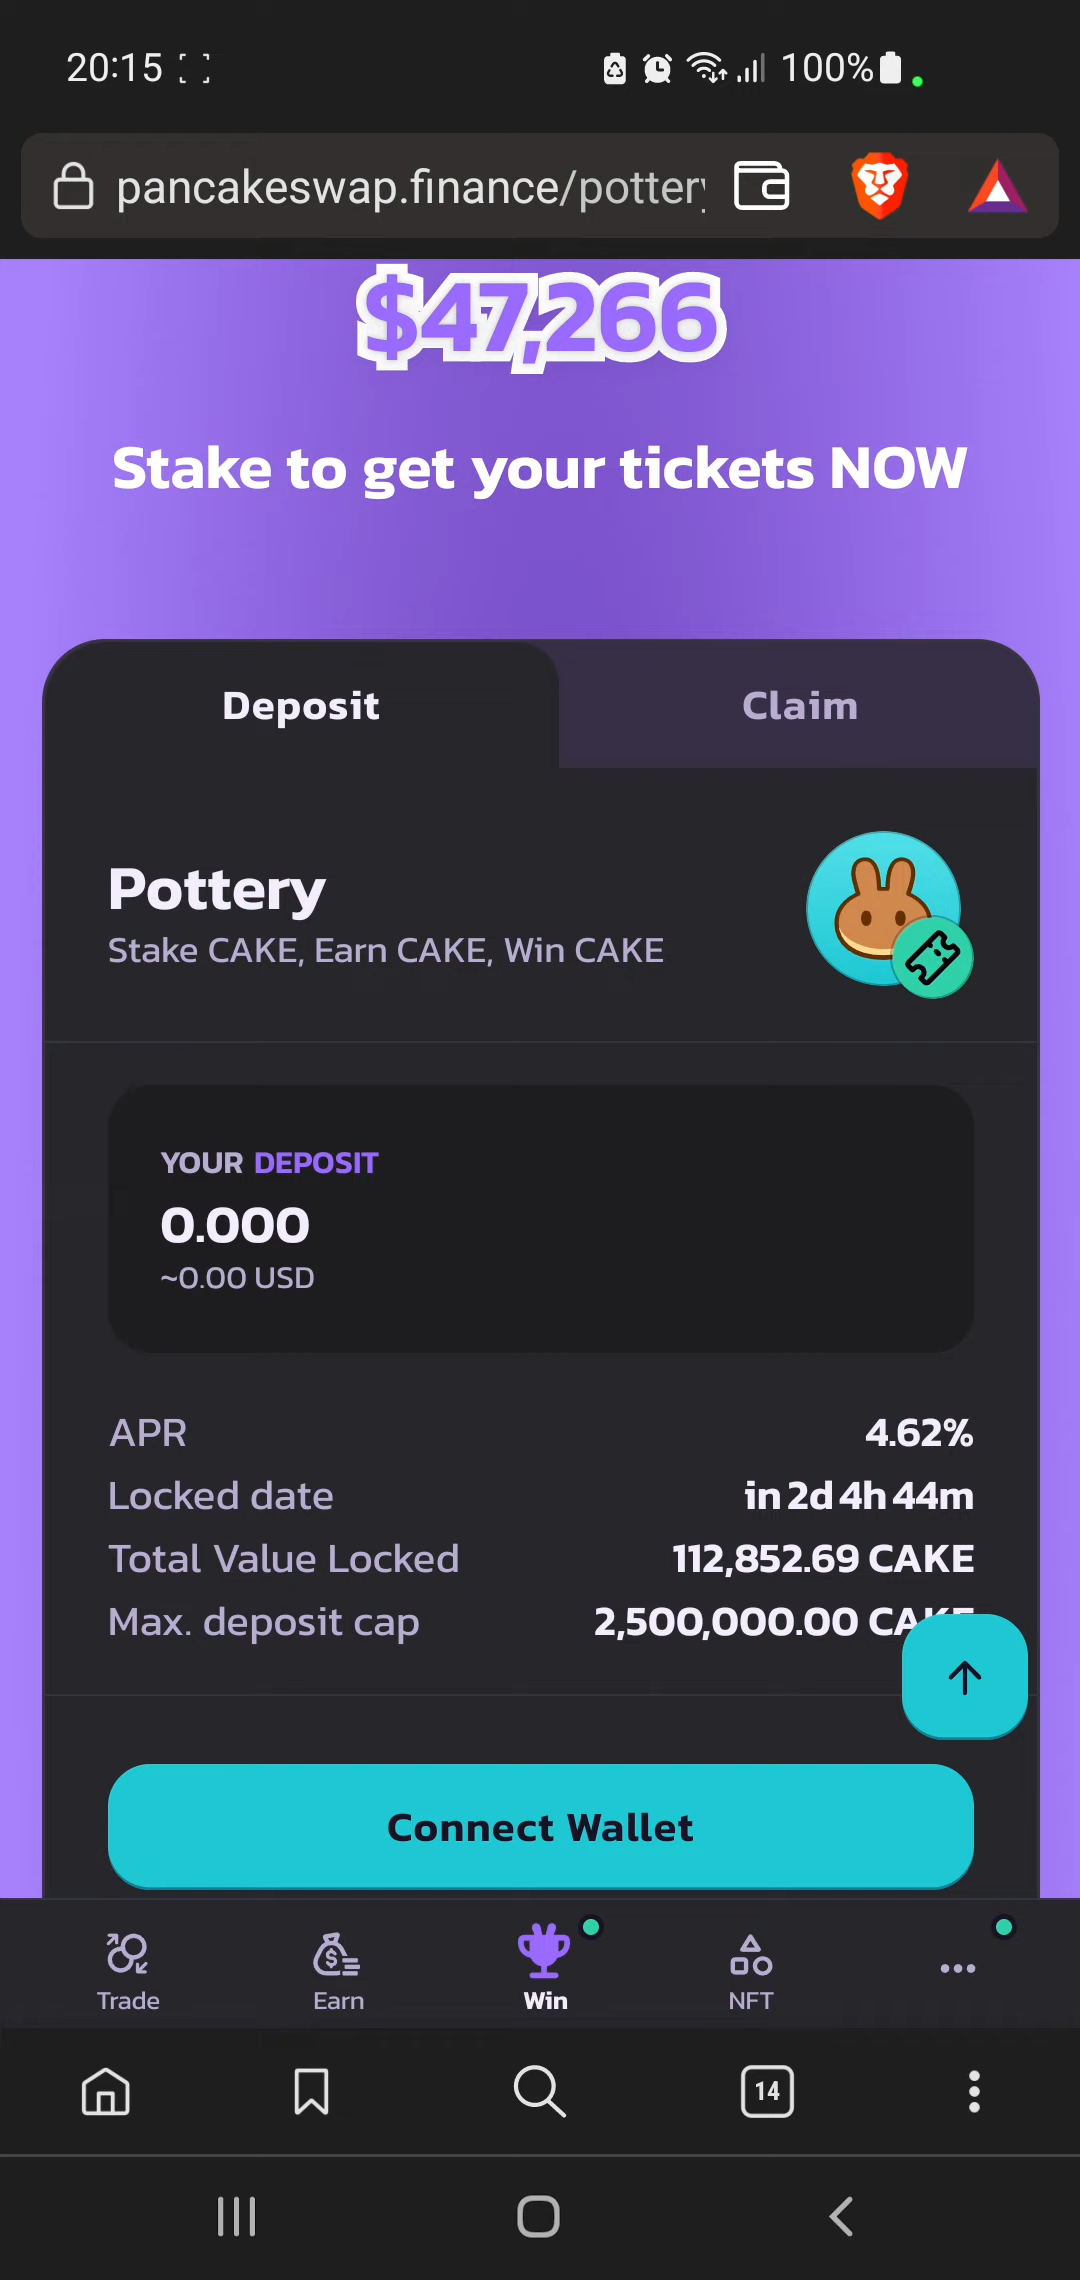 20:15
100%
pancakeswap.finance/pottery
$47,266
Stake to get your tickets NOW
Deposit
Claim
Pottery
Stake CAKE, Earn CAKE, Win CAKE
YOUR DEPOSIT
0.000
~0.00 USD
APR 4.62%
Locked date in 2d 4h 44m
Total Value Locked 112,852.69 CAKE
Max. deposit cap 2,500,000.00 CAKE
Connect Wallet
Trade
Earn
Win
NFT
14